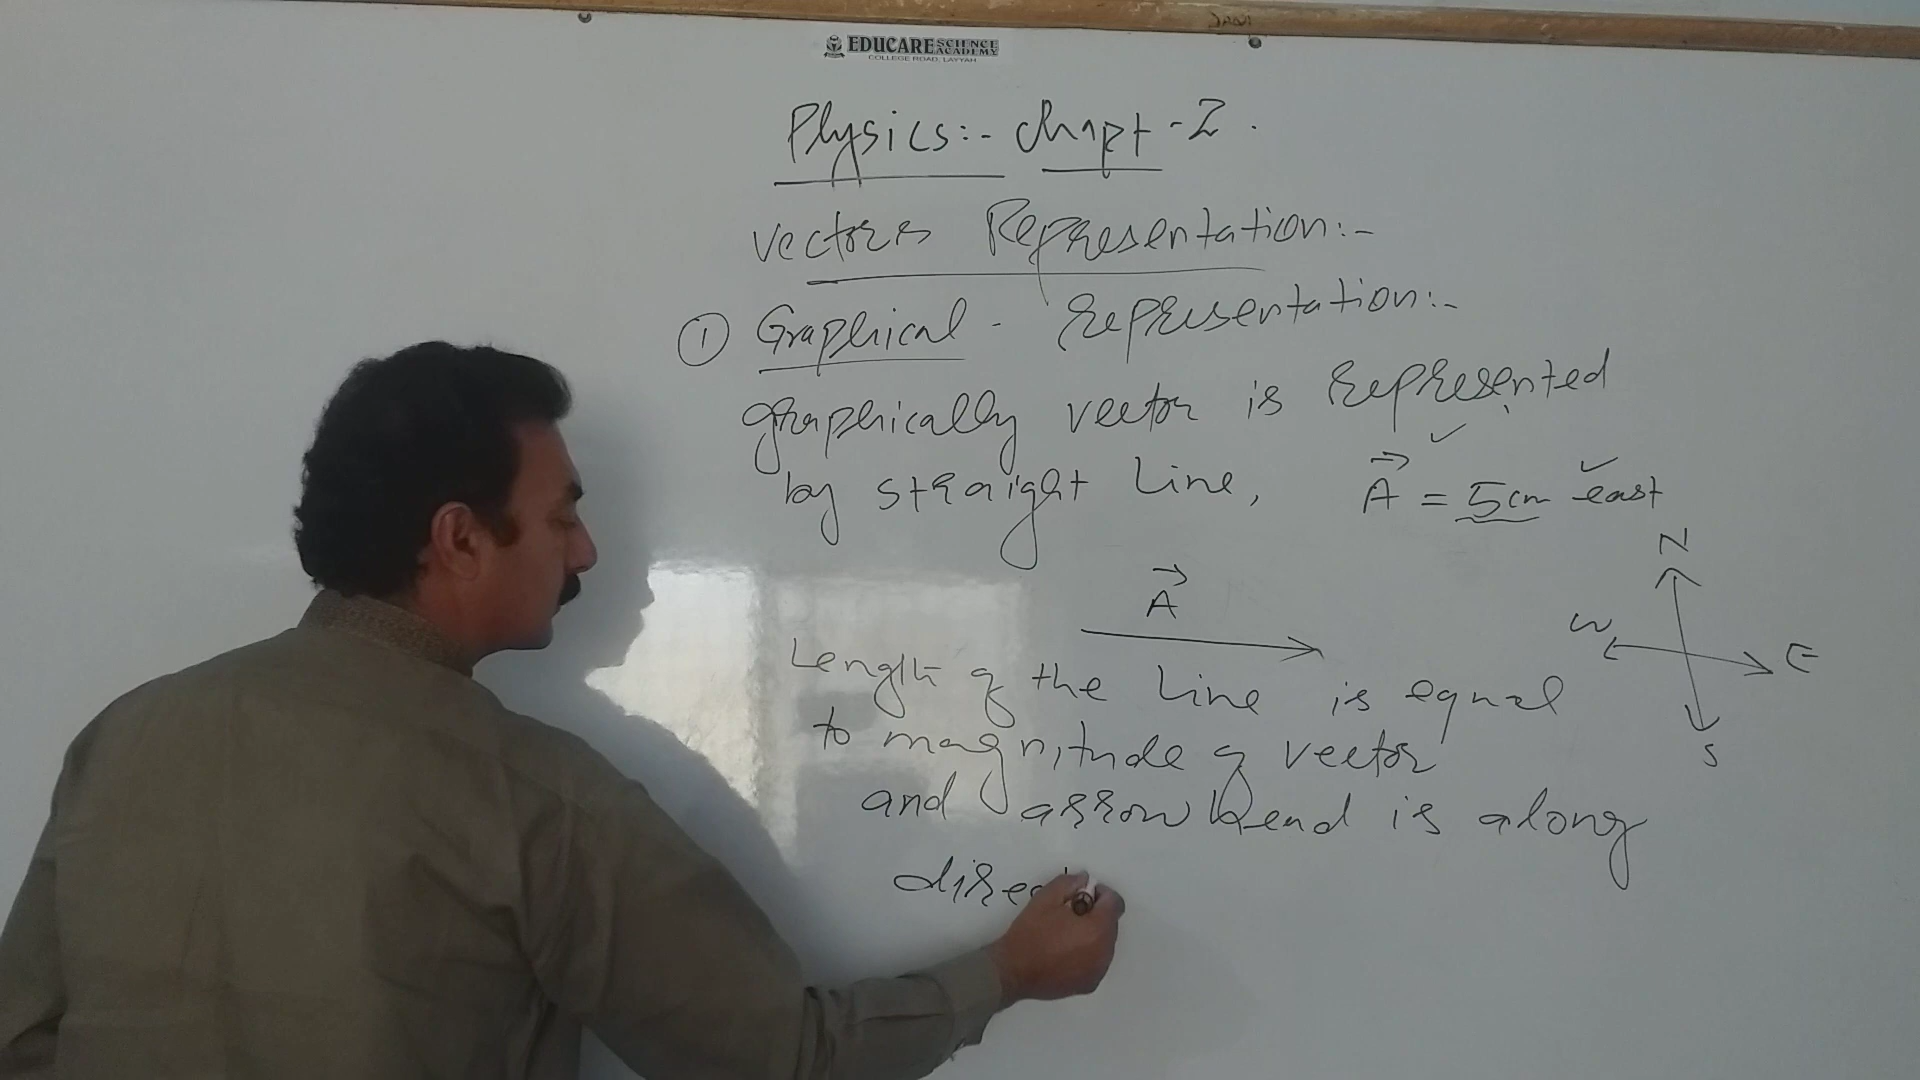 EDUCARE SCIENCE ACADEMY
COLLEGE ROAD, LAYYAH
Physics:- Chapt-2.
Vectors Representation:-
① Graphical - Representation:-
graphically vector is represented
by straight Line, A⃗ = 5cm east
N
A⃗
W E
S
Length of the Line is equal
to magnitude of vector
and arrow head is along
direct